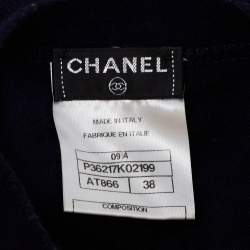 CHANEL
MADE IN ITALY
FABRIQUE EN ITALIE
09 A
P36217K02199
AT866 38
COMPOSITION